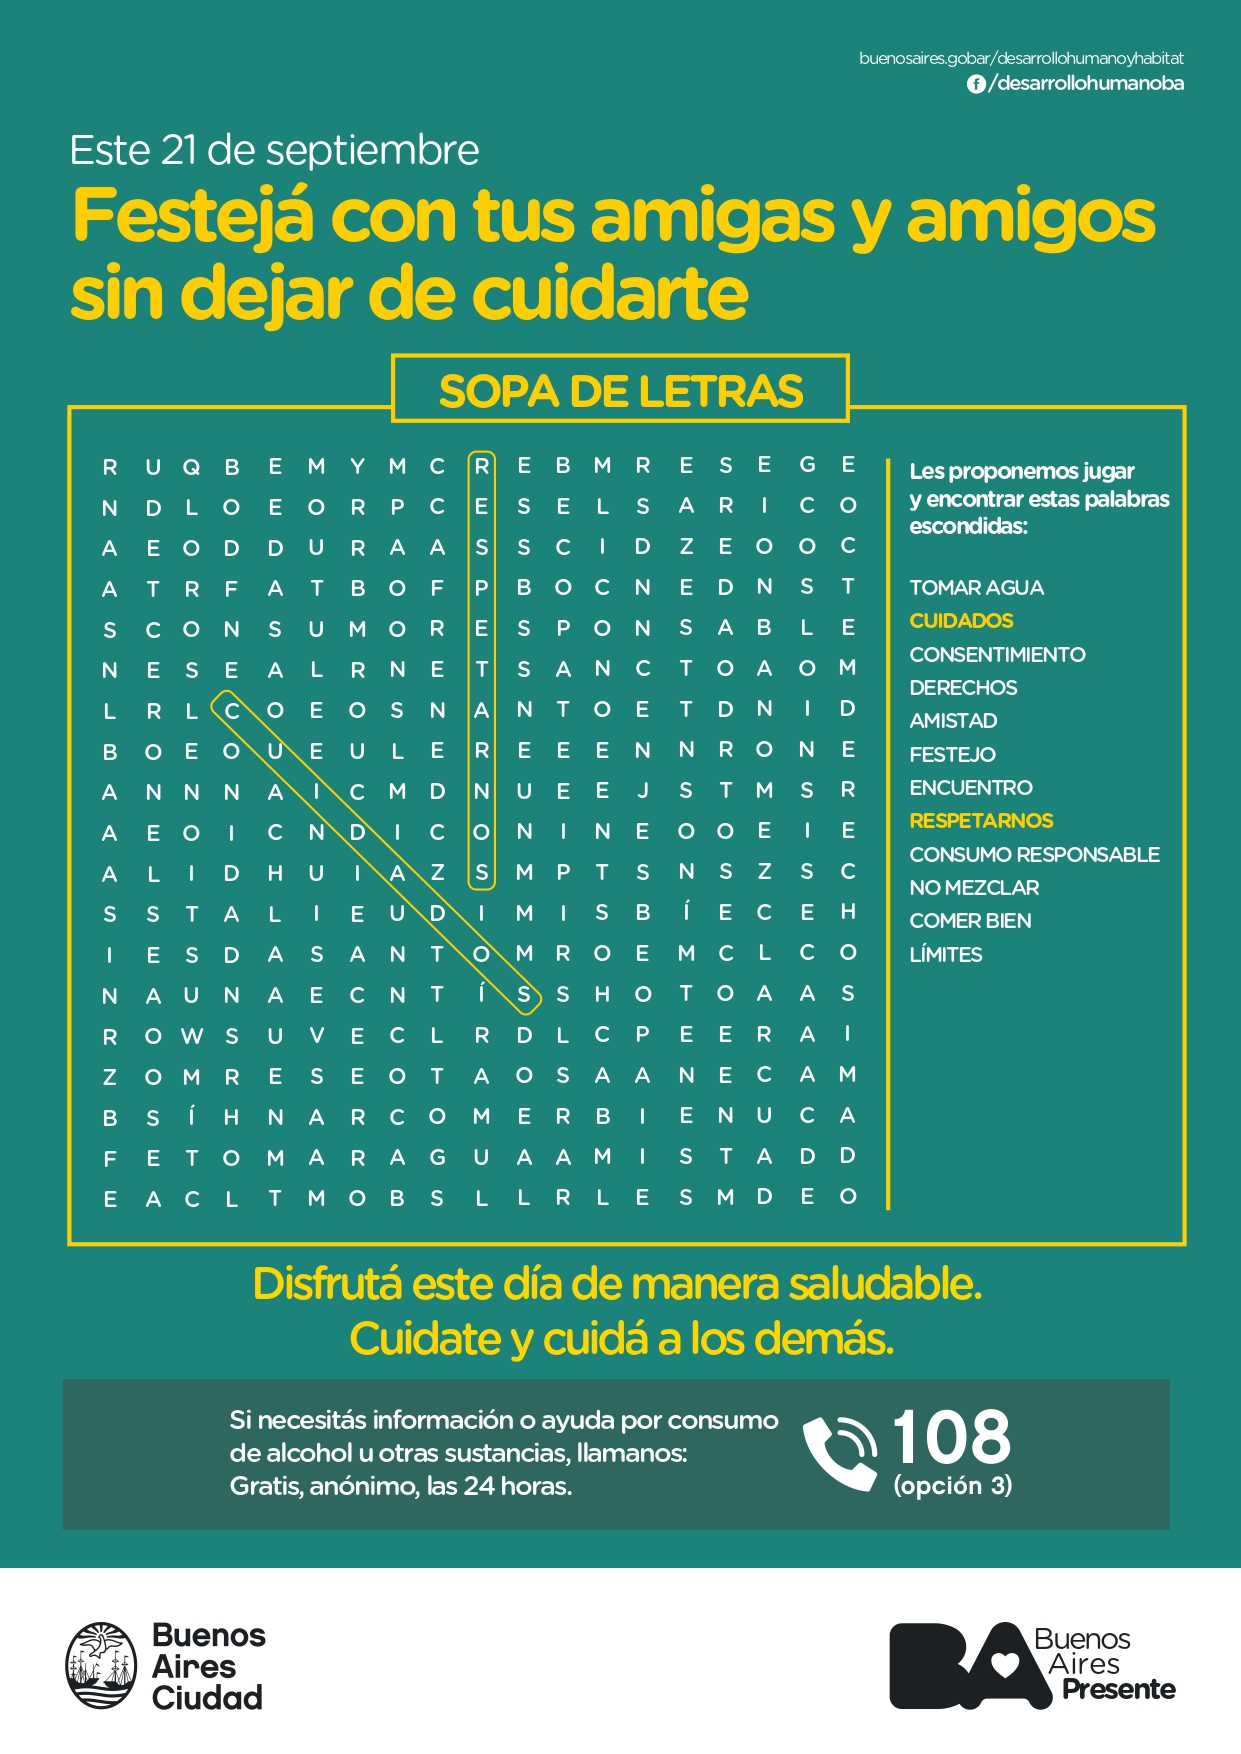 buenosaires.gobar/desarrollohumanoyhabitat
/desarrollohumanoba
Este 21 de septiembre
Festejá con tus amigas y amigos
sin dejar de cuidarte
SOPA DE LETRAS
R U Q B E M Y M C R E B M R E S E G E
N D L O E O R P C E S E L S A R I C O
A E O D D U R A A S S C I D Z E O O C
A T R F A T B O F P B O C N E D N S T
S C O N S U M O R E S P O N S A B L E
N E S E A L R N E T S A N C T O A O M
L R L C O E O S N A N T O E T D N I D
B O E O U E U L E R E E E N N R O N E
A N N N A I C M D N U E E J S T M S R
A E O I C N D I C O N I N E O O E I E
A L I D H U I A Z S M P T S N S Z S C
S S T A L I E U D I M I S B Í E C E H
I E S D A S A N T O M R O E M C L C O
N A U N A E C N T Í S S H O T O A A S
R O W S U V E C L R D L C P E E R A I
Z O M R E S E O T A O S A A N E C A M
B S Í H N A R C O M E R B I E N U C A
F E T O M A R A G U A A M I S T A D D
E A C L T M O B S L L R L E S M D E O
Les proponemos jugar
y encontrar estas palabras
escondidas:
TOMAR AGUA
CUIDADOS
CONSENTIMIENTO
DERECHOS
AMISTAD
FESTEJO
ENCUENTRO
RESPETARNOS
CONSUMO RESPONSABLE
NO MEZCLAR
COMER BIEN
LÍMITES
Disfrutá este día de manera saludable.
Cuidate y cuidá a los demás.
Si necesitás información o ayuda por consumo
de alcohol u otras sustancias, llamanos:
Gratis, anónimo, las 24 horas.
108
(opción 3)
Buenos
Aires
Ciudad
BA
Buenos
Aires
Presente